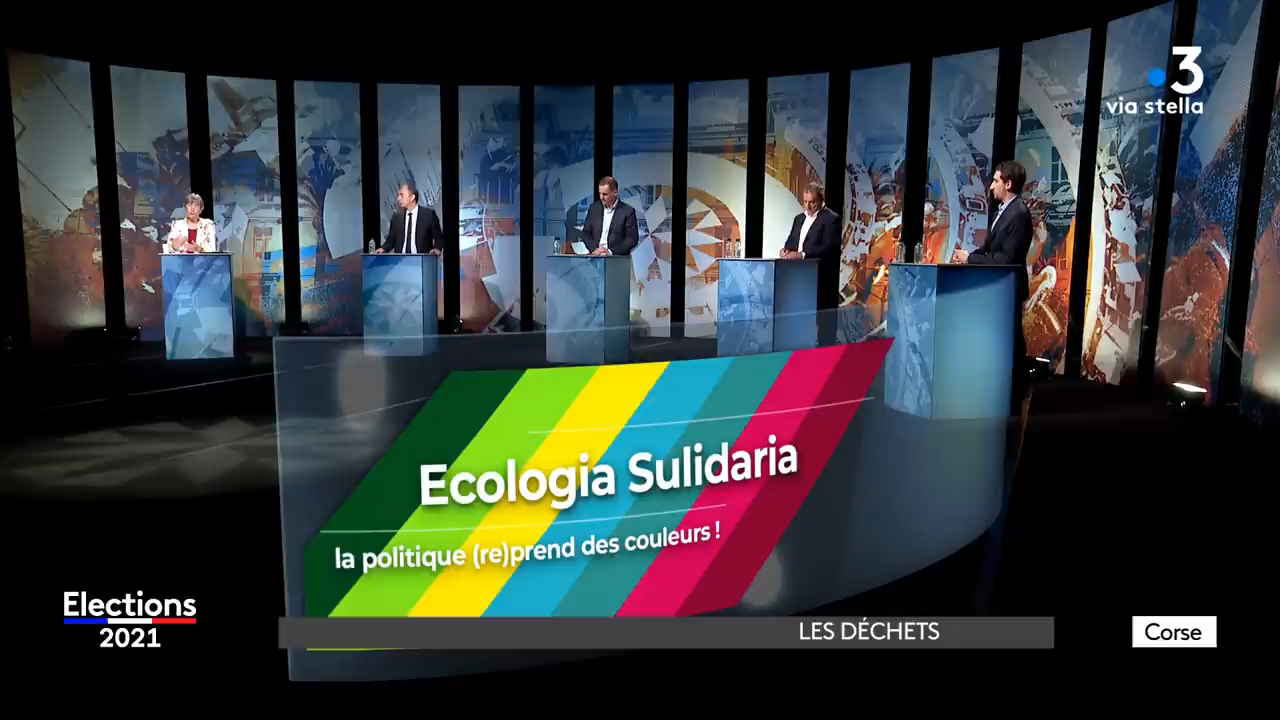 3
via stella
Ecologia Sulidaria
la politique (re)prend des couleurs !
Elections
2021
LES DÉCHETS
Corse